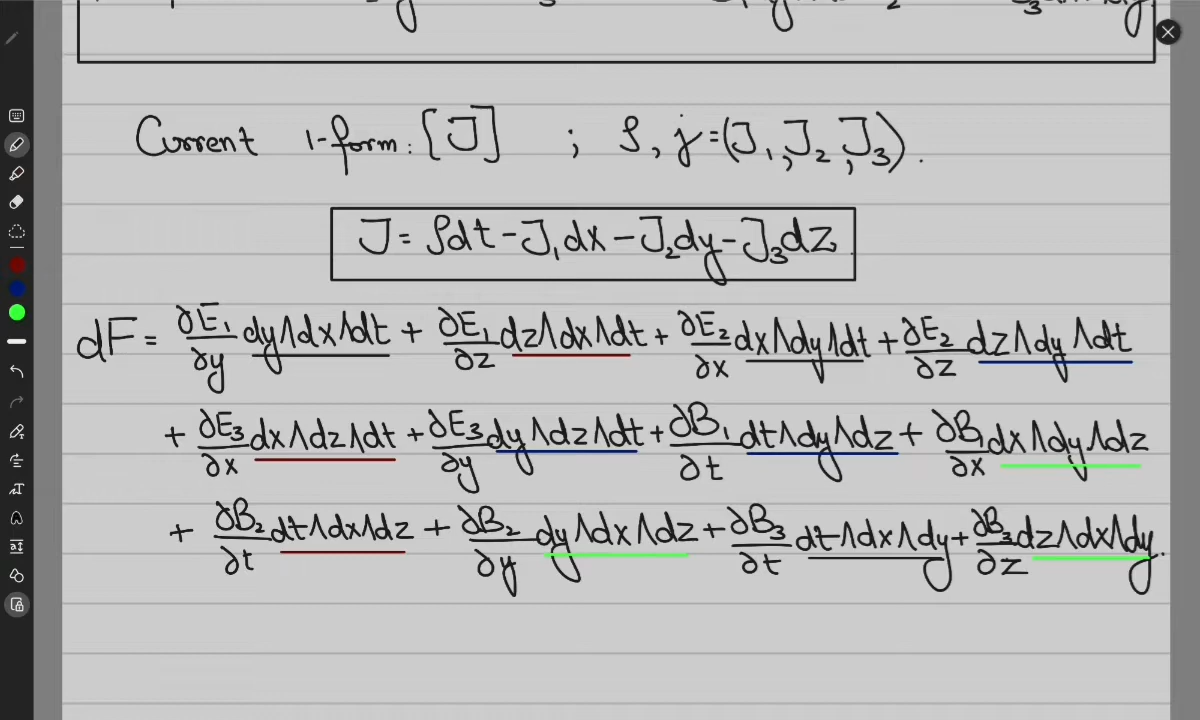 Current 1-form: [J] ; ρ, j=(J₁, J₂, J₃).
J = ρdt - J₁dx - J₂dy - J₃dz.
dF = ∂E₁/∂y dy∧dx∧dt + ∂E₁/∂z dz∧dx∧dt + ∂E₂/∂x dx∧dy∧dt + ∂E₂/∂z dz∧dy∧dt
+ ∂E₃/∂x dx∧dz∧dt + ∂E₃/∂y dy∧dz∧dt + ∂B₁/∂t dt∧dy∧dz + ∂B₁/∂x dx∧dy∧dz
+ ∂B₂/∂t dt∧dx∧dz + ∂B₂/∂y dy∧dx∧dz + ∂B₃/∂t dt∧dx∧dy + ∂B₃/∂z dz∧dx∧dy.